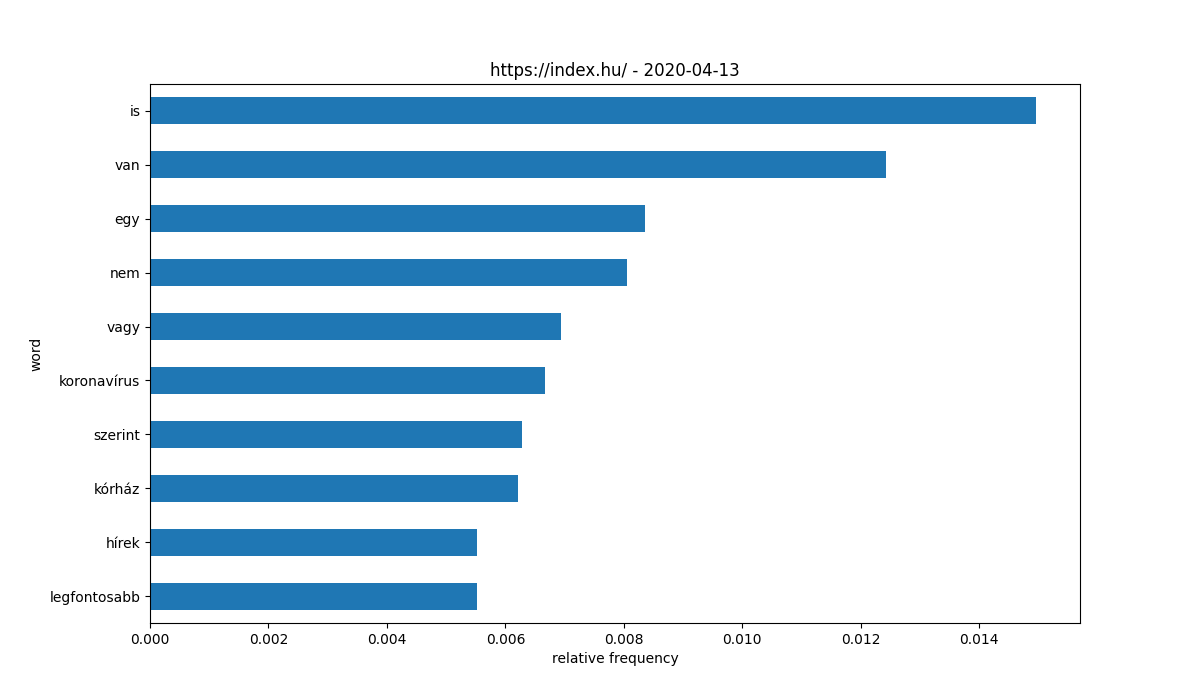 https://index.hu/ - 2020-04-13
is
van
egy
nem
vagy
koronavírus
szerint
kórház
hírek
legfontosabb
word
0.000 0.002 0.004 0.006 0.008 0.010 0.012 0.014
relative frequency